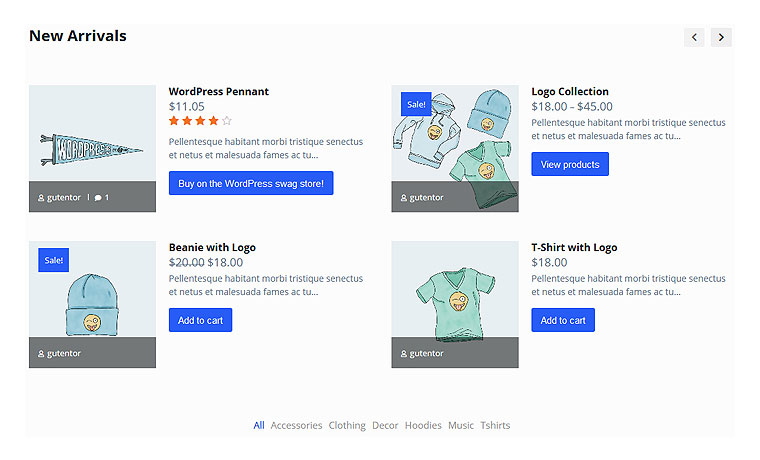 New Arrivals
WORDPRESS
gutentor | 1
WordPress Pennant
$11.05
Pellentesque habitant morbi tristique senectus
et netus et malesuada fames ac tu...
Buy on the WordPress swag store!
Sale!
gutentor
Logo Collection
$18.00 – $45.00
Pellentesque habitant morbi tristique senectus
et netus et malesuada fames ac tu...
View products
Sale!
gutentor
Beanie with Logo
$20.00 $18.00
Pellentesque habitant morbi tristique senectus
et netus et malesuada fames ac tu...
Add to cart
gutentor
T-Shirt with Logo
$18.00
Pellentesque habitant morbi tristique senectus
et netus et malesuada fames ac tu...
Add to cart
All Accessories Clothing Decor Hoodies Music Tshirts